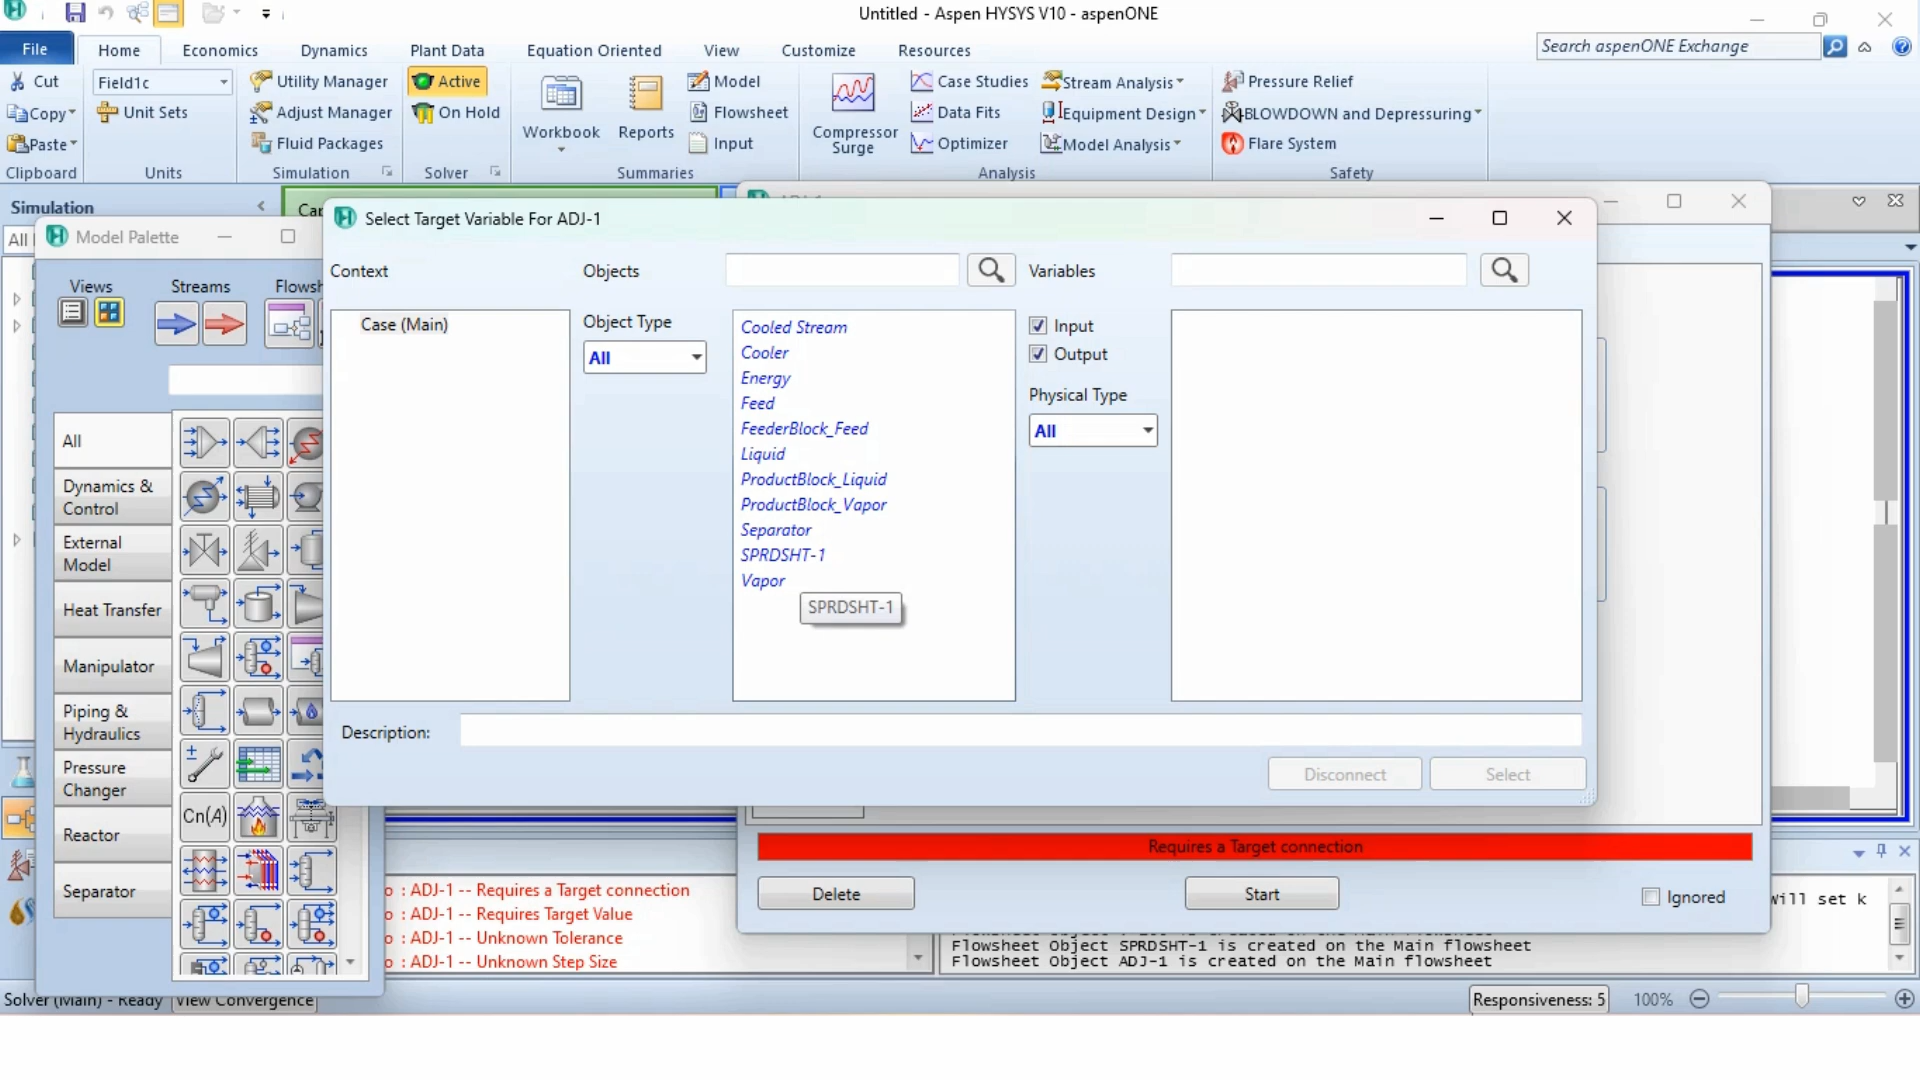 Untitled - Aspen HYSYS V10 - aspenONE
File
Home
Economics
Dynamics
Plant Data
Equation Oriented
View
Customize
Resources
Search aspenONE Exchange
Cut
Copy
Paste
Clipboard
Field1c
Unit Sets
Units
Utility Manager
Adjust Manager
Fluid Packages
Simulation
Active
On Hold
Solver
Workbook
Reports
Model
Flowsheet
Input
Summaries
Compressor
Surge
Case Studies
Data Fits
Optimizer
Stream Analysis
Equipment Design
Model Analysis
Analysis
Pressure Relief
BLOWDOWN and Depressuring
Flare System
Safety
Simulation
All
Model Palette
Views
Streams
All
Dynamics &
Control
External
Model
Heat Transfer
Manipulator
Piping &
Hydraulics
Pressure
Changer
Reactor
Separator
Cn(A)
Select Target Variable For ADJ-1
Context
Objects
Variables
Case (Main)
Object Type
All
Cooled Stream
Cooler
Energy
Feed
FeederBlock_Feed
Liquid
ProductBlock_Liquid
ProductBlock_Vapor
Separator
SPRDSHT-1
Vapor
SPRDSHT-1
Input
Output
Physical Type
All
Description:
Disconnect
Select
Requires a Target connection
Delete
Start
Ignored
o : ADJ-1 -- Requires a Target connection
o : ADJ-1 -- Requires Target Value
o : ADJ-1 -- Unknown Tolerance
o : ADJ-1 -- Unknown Step Size
will set k
Flowsheet Object SPRDSHT-1 is created on the Main flowsheet
Flowsheet Object ADJ-1 is created on the Main flowsheet
Solver (Main) - Ready
View Convergence
Responsiveness: 5
100%